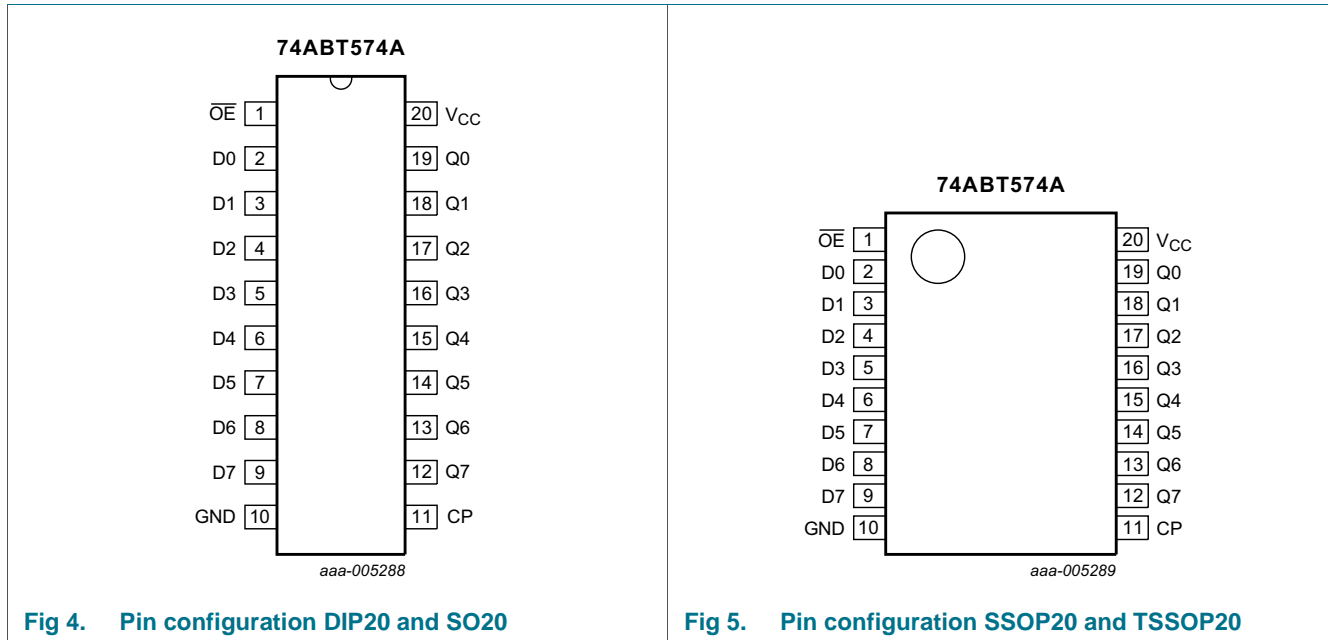 74ABT574A
OE 1 20 VCC
D0 2 19 Q0
D1 3 18 Q1
D2 4 17 Q2
D3 5 16 Q3
D4 6 15 Q4
D5 7 14 Q5
D6 8 13 Q6
D7 9 12 Q7
GND 10 11 CP
aaa-005288
Fig 4. Pin configuration DIP20 and SO20
74ABT574A
OE 1 20 VCC
D0 2 19 Q0
D1 3 18 Q1
D2 4 17 Q2
D3 5 16 Q3
D4 6 15 Q4
D5 7 14 Q5
D6 8 13 Q6
D7 9 12 Q7
GND 10 11 CP
aaa-005289
Fig 5. Pin configuration SSOP20 and TSSOP20